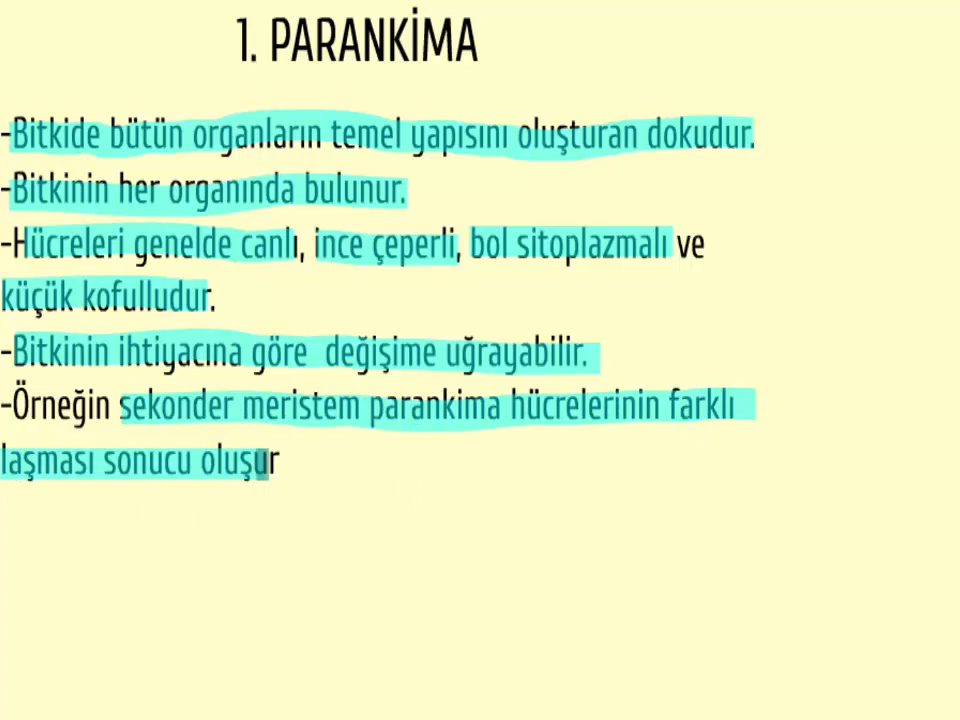 1. PARANKİMA
-Bitkide bütün organların temel yapısını oluşturan dokudur.
-Bitkinin her organında bulunur.
-Hücreleri genelde canlı, ince çeperli, bol sitoplazmalı ve
küçük kofulludur.
-Bitkinin ihtiyacına göre  değişime uğrayabilir.
-Örneğin sekonder meristem parankima hücrelerinin farklı
laşması sonucu oluşur